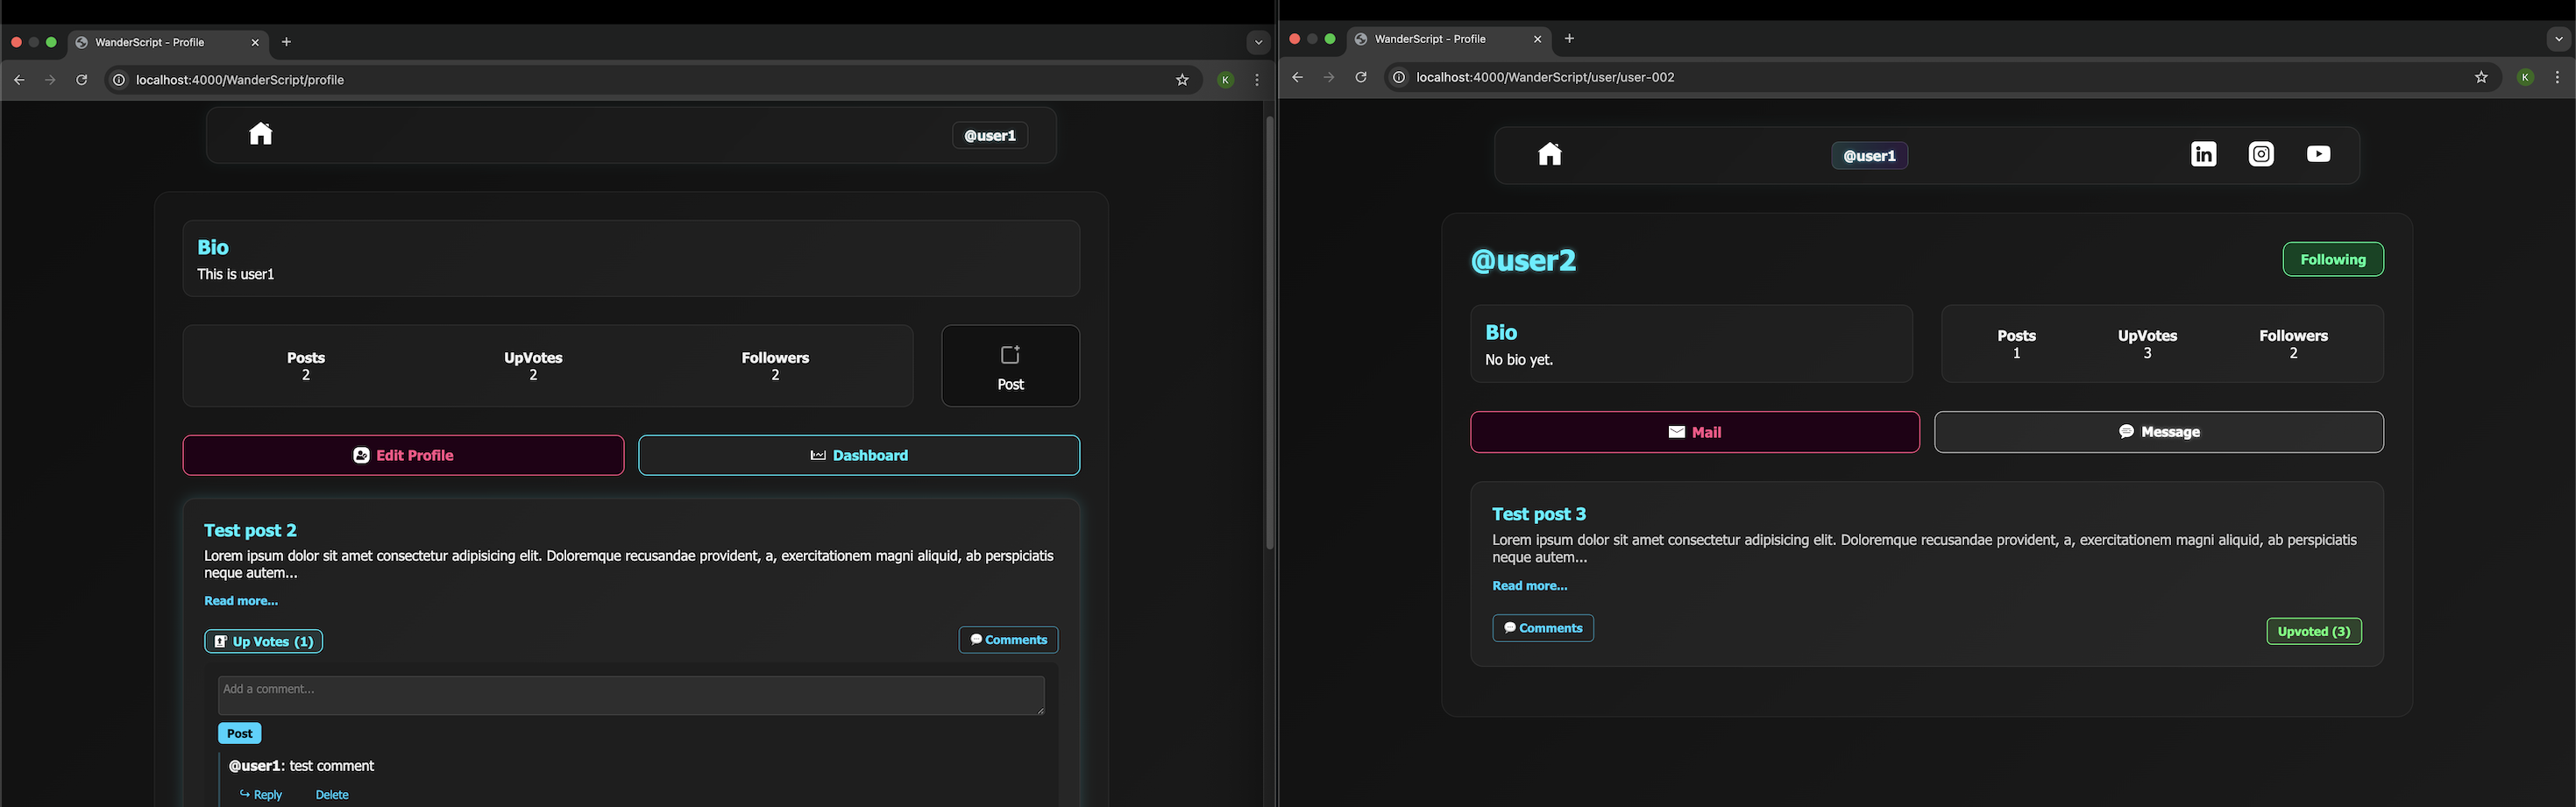 WanderScript - Profile
localhost:4000/WanderScript/profile
K
@user1
Bio
This is user1
Posts
2
UpVotes
2
Followers
2
Post
Edit Profile
Dashboard
Test post 2
Lorem ipsum dolor sit amet consectetur adipisicing elit. Doloremque recusandae provident, a, exercitationem magni aliquid, ab perspiciatis
neque autem...
Read more...
Up Votes (1)
Comments
Add a comment...
Post
@user1: test comment
Reply
Delete
WanderScript - Profile
localhost:4000/WanderScript/user/user-002
K
@user1
in
@user2
Following
Bio
No bio yet.
Posts
1
UpVotes
3
Followers
2
Mail
Message
Test post 3
Lorem ipsum dolor sit amet consectetur adipisicing elit. Doloremque recusandae provident, a, exercitationem magni aliquid, ab perspiciatis
neque autem...
Read more...
Comments
Upvoted (3)